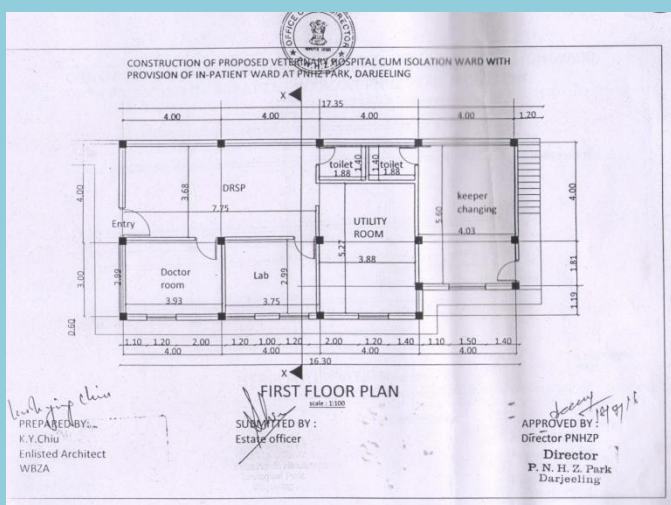 CONSTRUCTION OF PROPOSED VETERINARY HOSPITAL CUM ISOLATION WARD WITH
PROVISION OF IN-PATIENT WARD AT PNHZ PARK, DARJEELING
X
17.35
4.00 4.00 4.00 4.00 1.20
toilet 1.40 1.40 toilet
1.88 1.88
4.00 3.68 DRSP keeper 4.00
changing
7.75 5.60
Entry UTILITY
ROOM 4.03
5.27
3.88
3.00 2.99 Doctor Lab 2.99 1.81
room
3.93 3.75 1.19
0.60
1.10 1.20 2.00 1.20 1.00 1.20 2.00 1.20 1.40 1.10 1.50 1.40
4.00 4.00 4.00 4.00
16.30
X
FIRST FLOOR PLAN
scale : 1:100
PREPARED BY:
K.Y.Chiu
Enlisted Architect
WBZA
SUBMITTED BY :
Estate officer
APPROVED BY :
Director PNHZP
Director
P. N. H. Z. Park
Darjeeling